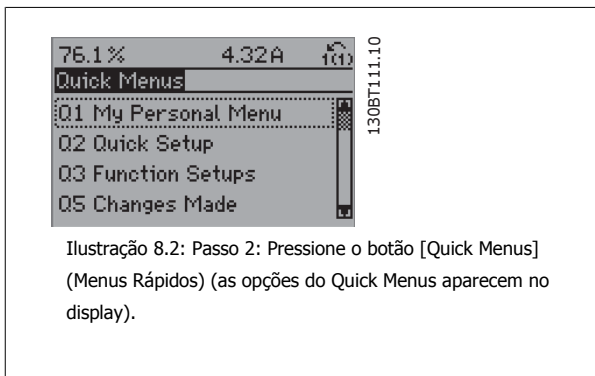 76.1% 4.32A 1(1)
Quick Menus
Q1 My Personal Menu
Q2 Quick Setup
Q3 Function Setups
Q5 Changes Made
130BT111.10
Ilustração 8.2: Passo 2: Pressione o botão [Quick Menus]
(Menus Rápidos) (as opções do Quick Menus aparecem no
display).